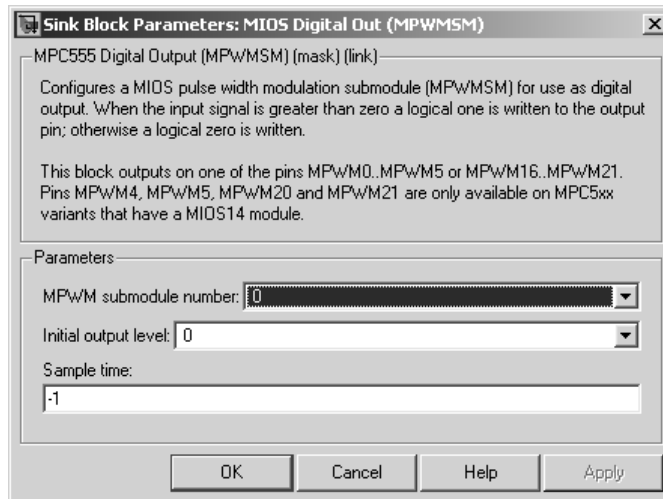 Sink Block Parameters: MIOS Digital Out (MPWMSM)
MPC555 Digital Output (MPWMSM) (mask) (link)
Configures a MIOS pulse width modulation submodule (MPWMSM) for use as digital
output. When the input signal is greater than zero a logical one is written to the output
pin; otherwise a logical zero is written.
This block outputs on one of the pins MPWM0..MPWM5 or MPWM16..MPWM21.
Pins MPWM4, MPWM5, MPWM20 and MPWM21 are only available on MPC5xx
variants that have a MIOS14 module.
Parameters
MPWM submodule number: 0
Initial output level: 0
Sample time:
-1
OK Cancel Help Apply